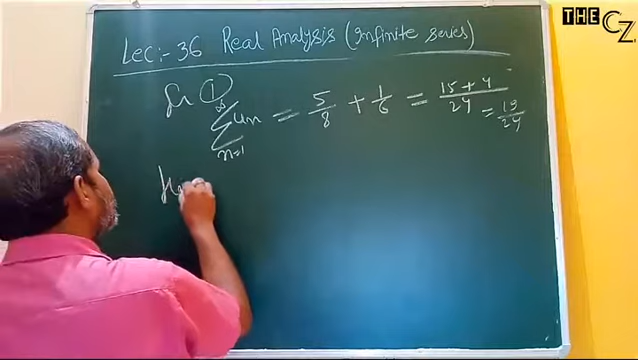 THE CZ.
Lec:- 36 Real Analysis (Infinite series)
①
∞∑n=1 un = 5/8 + 1/6 = 15+4/24 = 19/24